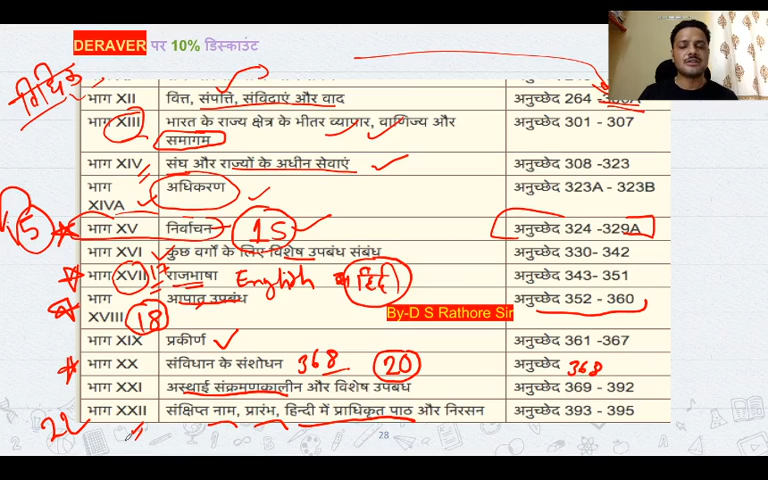 DERAVER पर 10% डिस्काउंट
भाग XII वित्त, संपत्ति, संविदाएं और वाद अनुच्छेद 264 -
भाग XIII भारत के राज्य क्षेत्र के भीतर व्यापार, वाणिज्य और अनुच्छेद 301 - 307
समागम
भाग XIV संघ और राज्यों के अधीन सेवाएं अनुच्छेद 308 -323
भाग अधिकरण अनुच्छेद 323A - 323B
XIVA
5 भाग XV निर्वाचन 15 अनुच्छेद 324 -329A
भाग XVI कुछ वर्गों के लिए विशेष उपबंध संबंध अनुच्छेद 330- 342
भाग XVII 17 राजभाषा English हिंदी अनुच्छेद 343- 351
भाग आपात उपबंध अनुच्छेद 352 - 360
XVIII 18 By-D S Rathore Sir
भाग XIX प्रकीर्ण अनुच्छेद 361 -367
भाग XX संविधान के संशोधन 368 20 अनुच्छेद 368
भाग XXI अस्थाई संक्रमणकालीन और विशेष उपबंध अनुच्छेद 369 - 392
भाग XXII संक्षिप्त नाम, प्रारंभ, हिन्दी में प्राधिकृत पाठ और निरसन अनुच्छेद 393 - 395
22
28